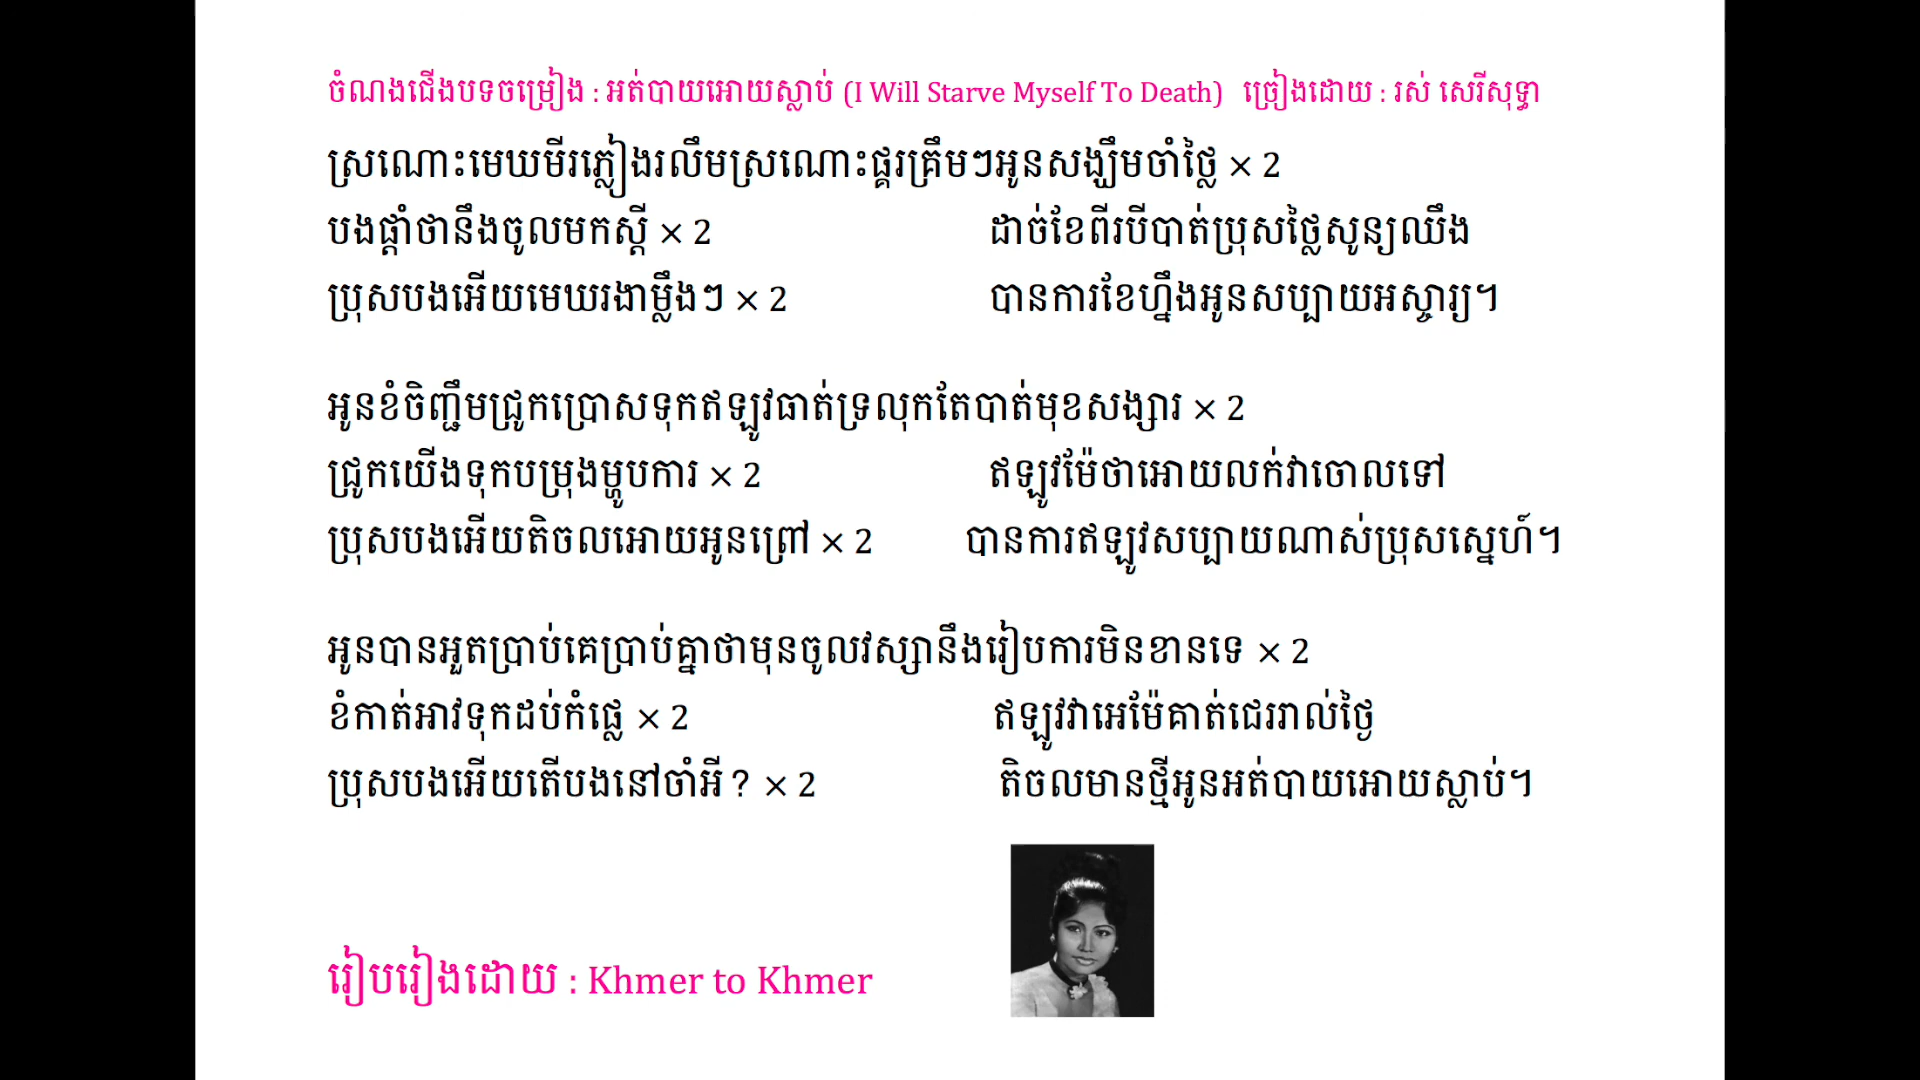 ចំណងជើងបទចម្រៀង : អត់បាយអោយស្លាប់ (I Will Starve Myself To Death) ច្រៀងដោយ : រស់ សេរីសុទ្ធា
ស្រណោះមេឃមីរភ្លៀងរលឹមស្រណោះផ្គរគ្រឹមៗអូនសង្ឃឹមចាំថ្លៃ × 2
បងផ្ដាំថានឹងចូលមកស្ដី × 2 ដាច់ខែពីរបីបាត់ប្រុសថ្លៃសូន្យឈឹង
ប្រុសបងអើយមេឃរងាម្លឹងៗ × 2 បានការខែហ្នឹងអូនសប្បាយអស្ចារ្យ។
អូនខំចិញ្ជឹមជ្រូកប្រោសទុកឥឡូវធាត់ទ្រលុកតែបាត់មុខសង្សារ × 2
ជ្រូកយើងទុកបម្រុងម្ហូបការ × 2 ឥឡូវម៉ែថាអោយលក់វាចោលទៅ
ប្រុសបងអើយតិចលអោយអូនព្រៅ × 2 បានការឥឡូវសប្បាយណាស់ប្រុសស្នេហ៍។
អូនបានអួតប្រាប់គេប្រាប់គ្នាថាមុនចូលវស្សានឹងរៀបការមិនខានទេ × 2
ខំកាត់អាវទុកដប់កំផ្លេ × 2 ឥឡូវវាអេម៉ែគាត់ជេររាល់ថ្ងៃ
ប្រុសបងអើយតើបងនៅចាំអី ? × 2 តិចលមានថ្មីអូនអត់បាយអោយស្លាប់។
រៀបរៀងដោយ : Khmer to Khmer